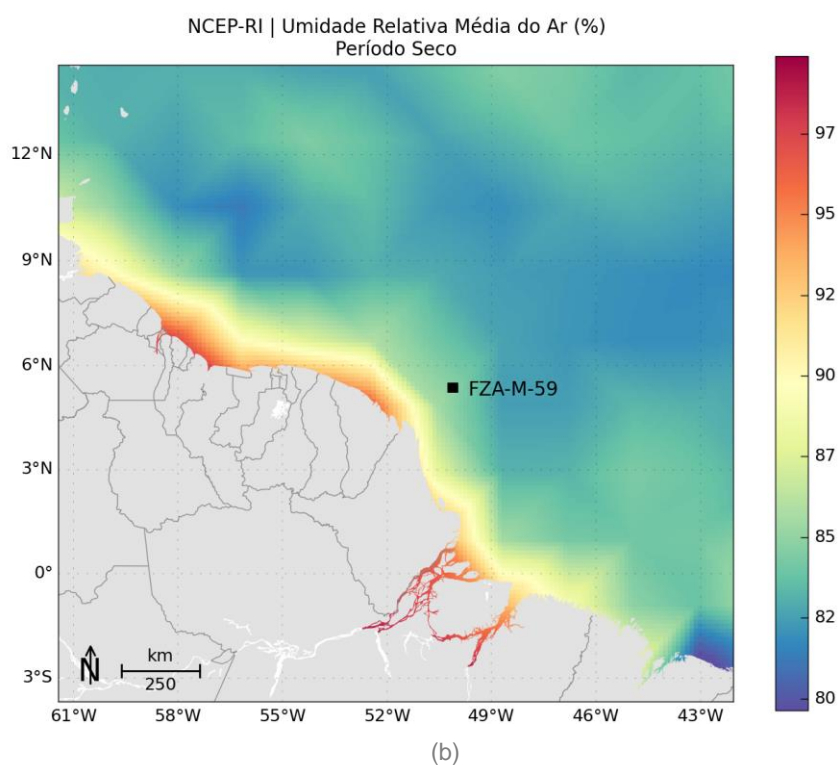 NCEP-RI | Umidade Relativa Média do Ar (%)
Período Seco
12°N
9°N
6°N
3°N
0°
3°S
61°W 58°W 55°W 52°W 49°W 46°W 43°W
FZA-M-59
N
km
250
97
95
92
90
87
85
82
80
(b)